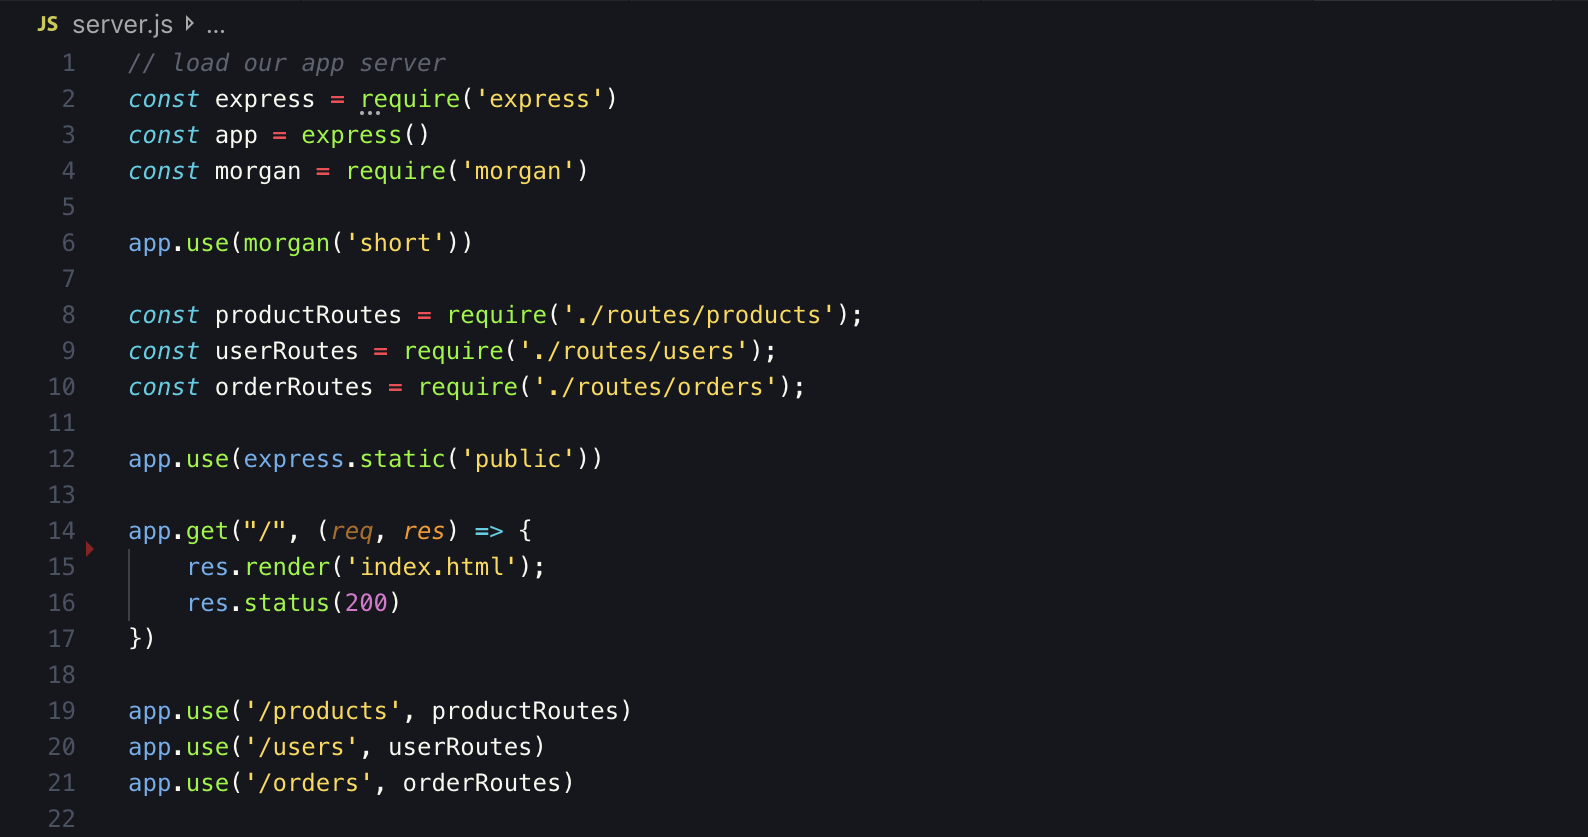 JS server.js ...
1 // load our app server
2 const express = require('express')
3 const app = express()
4 const morgan = require('morgan')
5
6 app.use(morgan('short'))
7
8 const productRoutes = require('./routes/products');
9 const userRoutes = require('./routes/users');
10 const orderRoutes = require('./routes/orders');
11
12 app.use(express.static('public'))
13
14 app.get("/", (req, res) => {
15     res.render('index.html');
16     res.status(200)
17 })
18
19 app.use('/products', productRoutes)
20 app.use('/users', userRoutes)
21 app.use('/orders', orderRoutes)
22